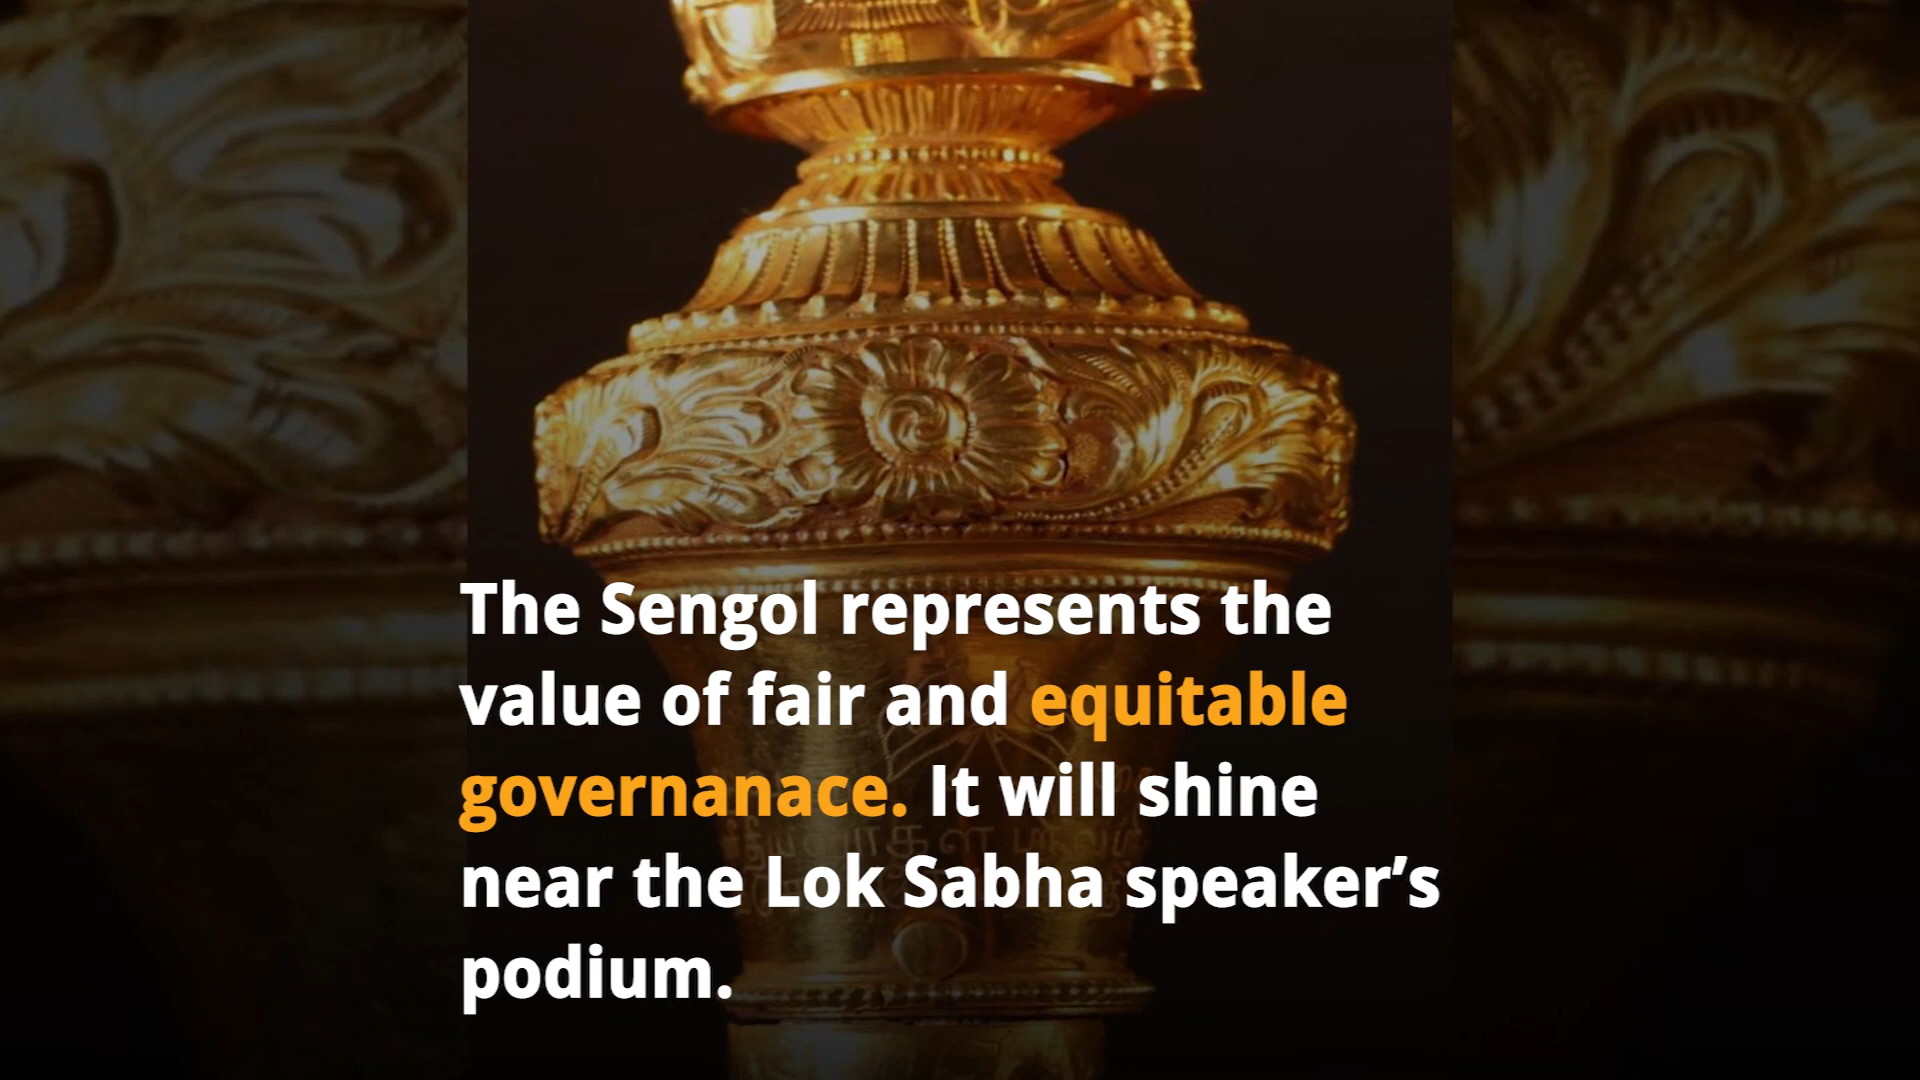 The Sengol represents the
value of fair and equitable
governanace. It will shine
near the Lok Sabha speaker’s
podium.